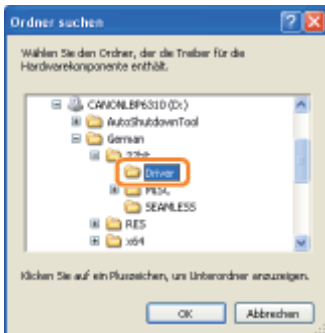 Ordner suchen
Wählen Sie den Ordner, der die Treiber für die
Hardwarekomponente enthält.
CANONLBP6310 (D:)
AutoShutdownTool
German
32bit
Driver
MISC
SEAMLESS
RES
x64
Klicken Sie auf ein Pluszeichen, um Unterordner anzuzeigen.
OK
Abbrechen